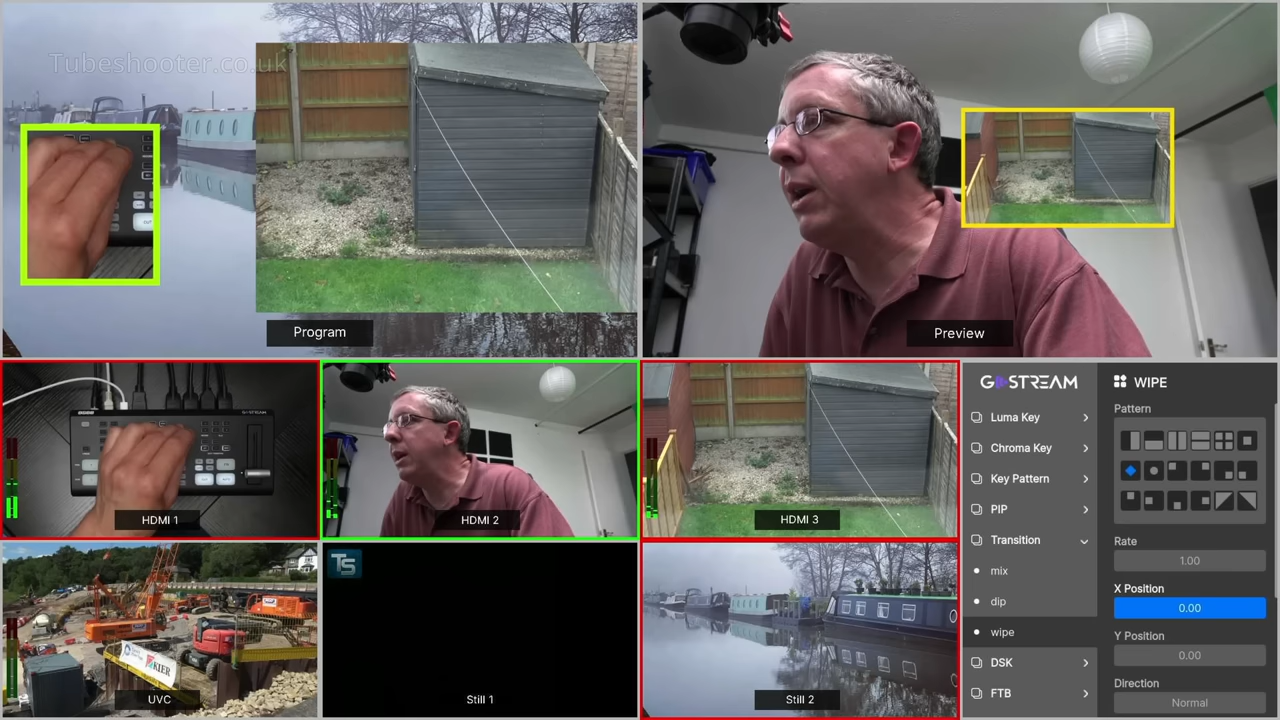 Tubeshooter.co.uk
Program
Preview
HDMI 1
HDMI 2
HDMI 3
UVC
TS
Still 1
Still 2
KIER
GOSTREAM
Luma Key
Chroma Key
Key Pattern
PIP
Transition
mix
dip
wipe
DSK
FTB
WIPE
Pattern
Rate
1.00
X Position
0.00
Y Position
0.00
Direction
Normal